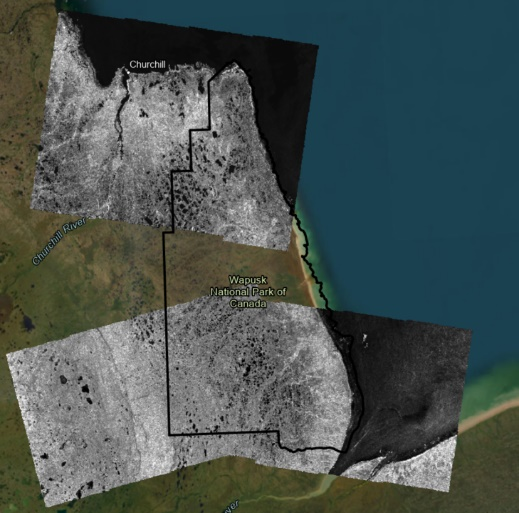 Churchill
Churchill River
Wapusk
National Park of
Canada